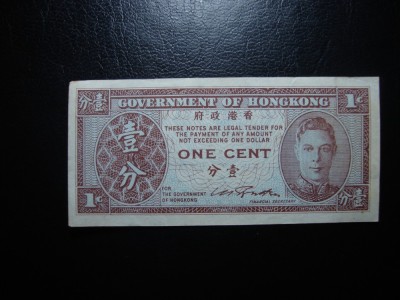 分壹 GOVERNMENT OF HONGKONG 1¢
府政港香
THESE NOTES ARE LEGAL TENDER FOR
THE PAYMENT OF ANY AMOUNT
NOT EXCEEDING ONE DOLLAR
壹分
ONE CENT
分壹
FOR
THE GOVERNMENT
OF HONGKONG
FINANCIAL SECRETARY
1¢
分壹